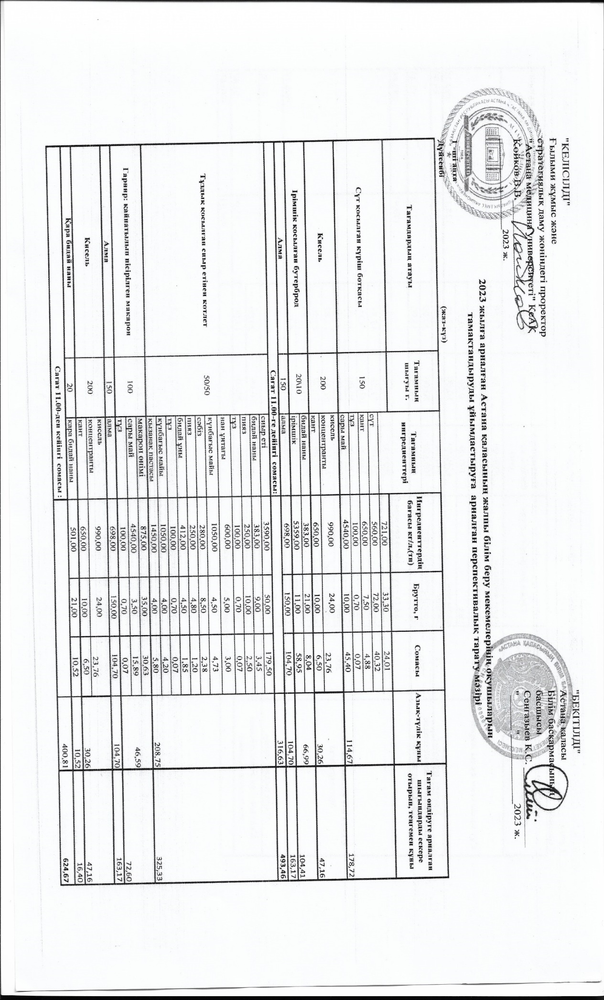 "КЕЛІСІЛДІ"
Ғылыми жұмыс және
стратегиялық даму жөніндегі проректор
"Астана медицина университеті" КеАҚ
Койков В.В.
2023 ж.
"БЕКІТІЛДІ"
Астана қаласы
Білім басқармасының
басшысы
Сенгазыев К.С.
" " 2023 ж.
2023 жылға арналған Астана қаласының жалпы білім беру мекемелерінің оқушыларын
тамақтандыруды ұйымдастыруға арналған перспективалық тарату мәзірі
1 -ші апта
Дүйсенбі (жаз-күз)
Тағамдардың атауы Тағамның шығуы г. Тағамның ингредиенттері Ингредиенттердің бағасы кг/л,(тн) Брутто, г Сомасы Азык-түлік құны Тағам өндіруге арналған шығындарды ескере отырып, теңгемен құны
721,00 33,30 24,01
Сүт қосылған күріш ботқасы 150 сүт 560,00 72,00 40,32
кант 650,00 7,50 4,88
тұз 100,00 0,70 0,07
сары май 4540,00 10,00 45,40 114,67 178,72
Кисель 200 кисель концентранты 990,00 24,00 23,76
кант 650,00 10,00 6,50 30,26 47,16
Ірімшік қосылған бутерброд 20\10 бидай наны 383,00 21,00 8,04
ірімшік 5359,00 11,00 58,95 66,99 104,41
Алма 150 алма 698,00 150,00 104,70 104,70 163,17
Сағат 11.00-ге дейінгі сомасы: 316,63 493,46
Тұздық қосылған сиыр етінен котлет 50/50 сиыр еті 3590,00 50,00 179,50
бидай наны 383,00 9,00 3,45
пияз 250,00 10,00 2,50
тұз 100,00 0,70 0,07
нан ұнтағы 600,00 5,00 3,00
күнбағыс майы 1050,00 4,50 4,73
сәбіз 280,00 8,50 2,38
пияз 250,00 4,80 1,20
бидай ұны 412,00 4,50 1,85
тұз 100,00 0,70 0,07
күнбағыс майы 1050,00 4,00 4,20
қызанақ пастасы 1450,00 4,00 5,80 208,75 325,33
Гарнир: қайнатылып пісірілген макарон 100 макарон өнімі 875,00 35,00 30,63
сары май 4540,00 3,50 15,89
тұз 100,00 0,70 0,07 46,59 72,60
Алма 150 алма 698,00 150,00 104,70 104,70 163,17
Кисель 200 кисель концентранты 990,00 24,00 23,76
кант 650,00 10,00 6,50 30,26 47,16
Қара бидай наны 20 қара бидай наны 501,00 21,00 10,52 10,52 16,40
Сағат 11.00-ден кейінгі сомасы : 400,81 624,67